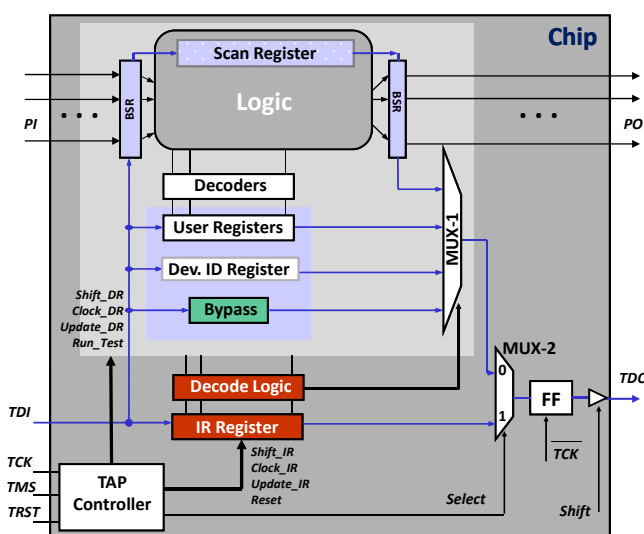 Chip
Scan Register
Logic
BSR
BSR
PI
• • •
• • •
PO
Decoders
User Registers
Dev. ID Register
Bypass
MUX-1
Shift_DR
Clock_DR
Update_DR
Run_Test
MUX-2
0
1
Decode Logic
IR Register
FF
TDI
TDO
TCK
TCK
TMS
TRST
TAP
Controller
Shift_IR
Clock_IR
Update_IR
Reset
Select
Shift